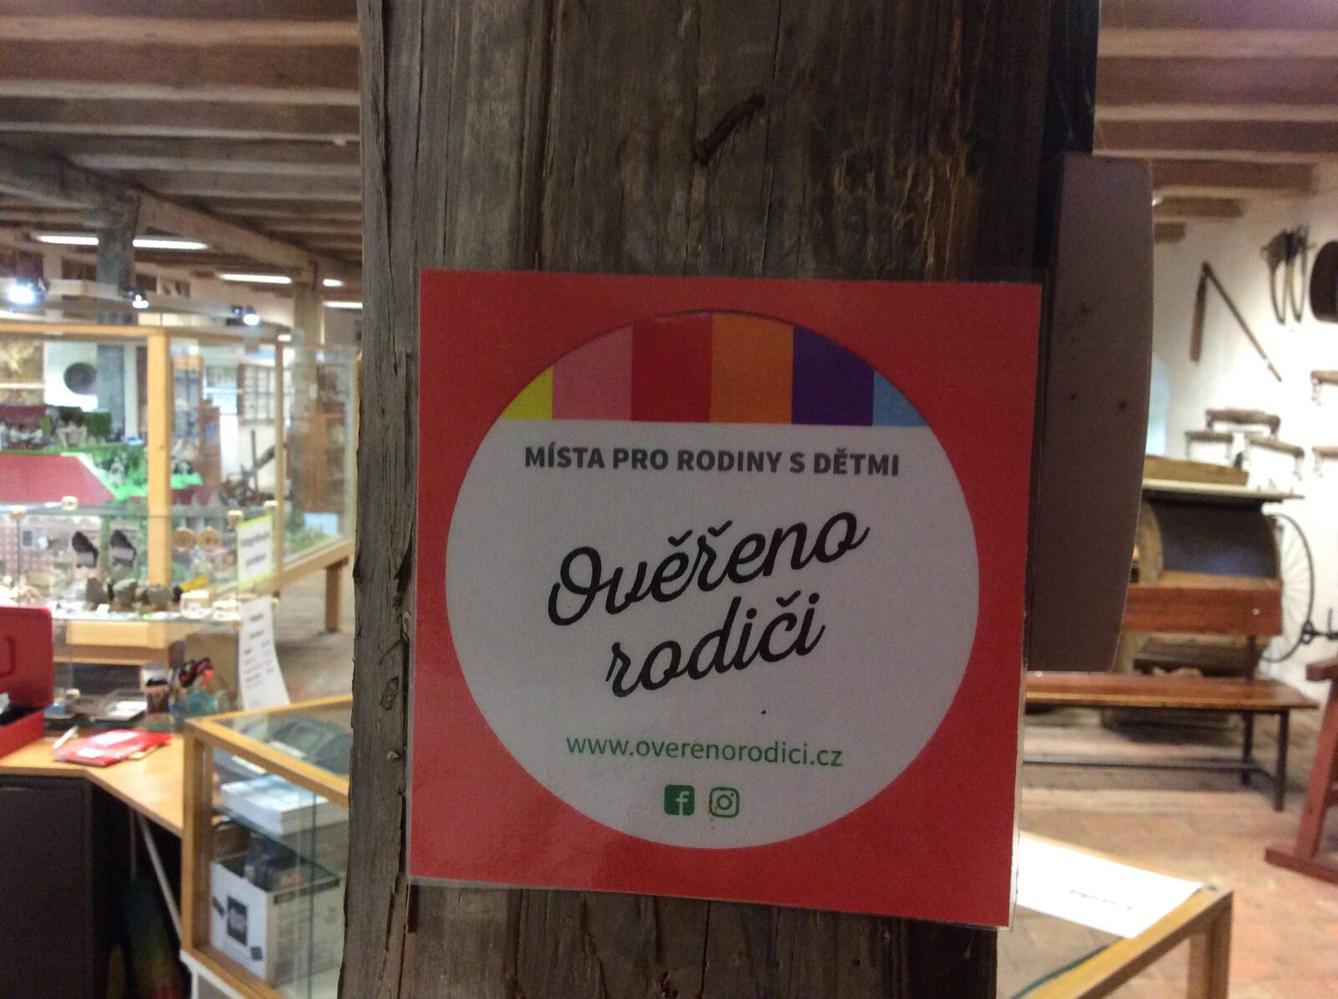 MÍSTA PRO RODINY S DĚTMI
Ověřeno
rodiči
www.overenorodici.cz